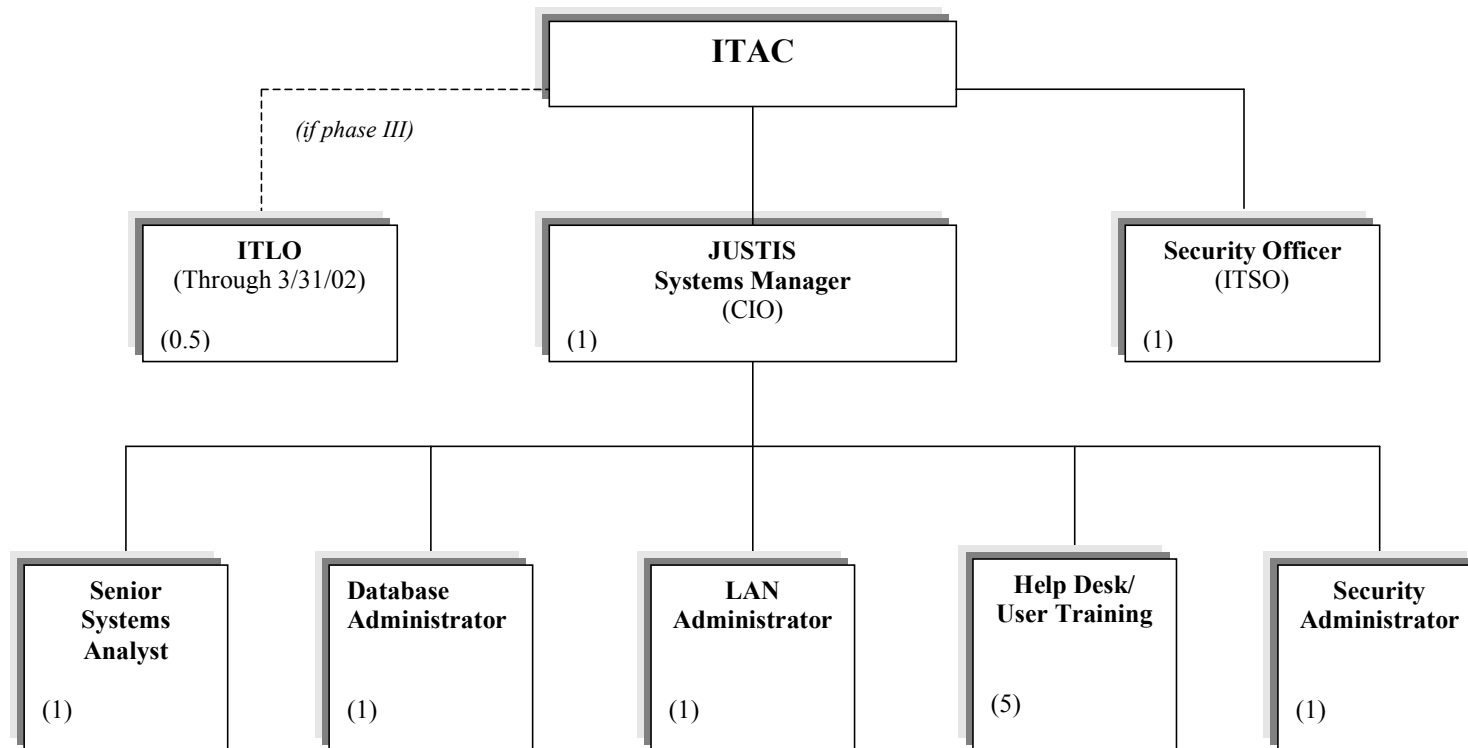 ITAC
(if phase III)
ITLO
(Through 3/31/02)
(0.5)
JUSTIS
Systems Manager
(CIO)
(1)
Security Officer
(ITSO)
(1)
Senior
Systems
Analyst
(1)
Database
Administrator
(1)
LAN
Administrator
(1)
Help Desk/
User Training
(5)
Security
Administrator
(1)